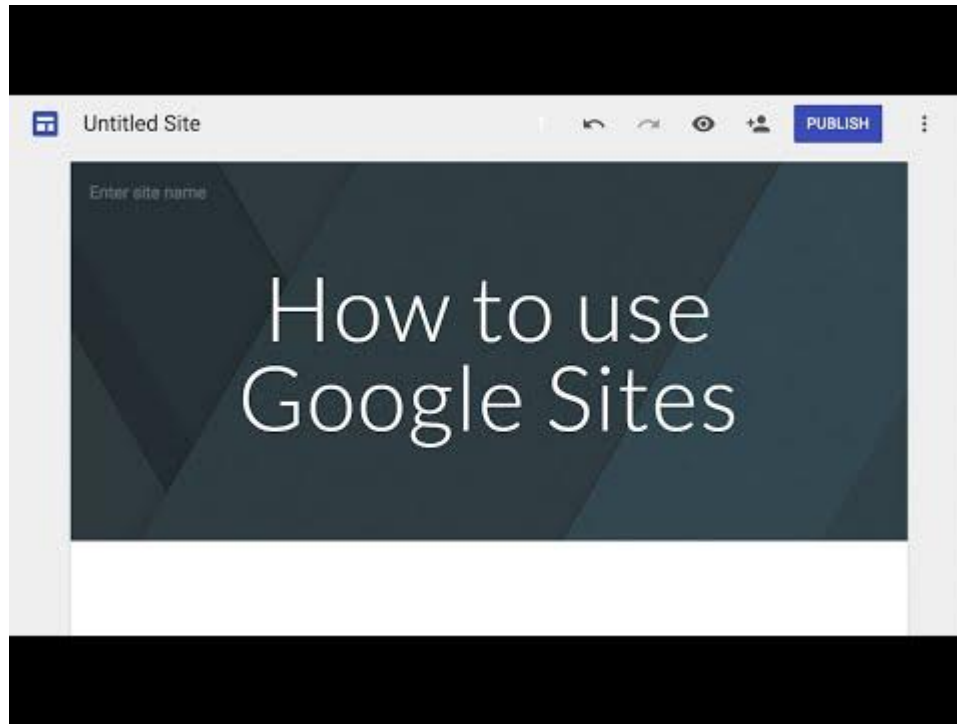 Untitled Site
PUBLISH
Enter site name
How to use
Google Sites